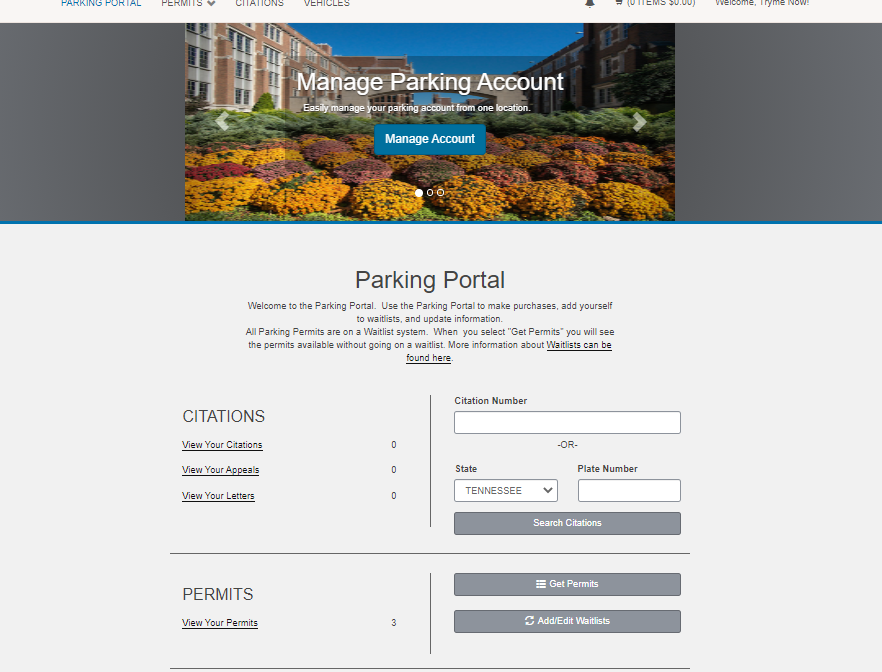 PARKING PORTAL PERMITS CITATIONS VEHICLES (0 ITEMS $0.00) Welcome, Tryme Now!
Manage Parking Account
Easily manage your parking account from one location.
Manage Account
Parking Portal
Welcome to the Parking Portal. Use the Parking Portal to make purchases, add yourself
to waitlists, and update information.
All Parking Permits are on a Waitlist system. When you select "Get Permits" you will see
the permits available without going on a waitlist. More information about Waitlists can be
found here.
CITATIONS
View Your Citations 0
View Your Appeals 0
View Your Letters 0
Citation Number
-OR-
State Plate Number
TENNESSEE
Search Citations
PERMITS
View Your Permits 3
Get Permits
Add/Edit Waitlists